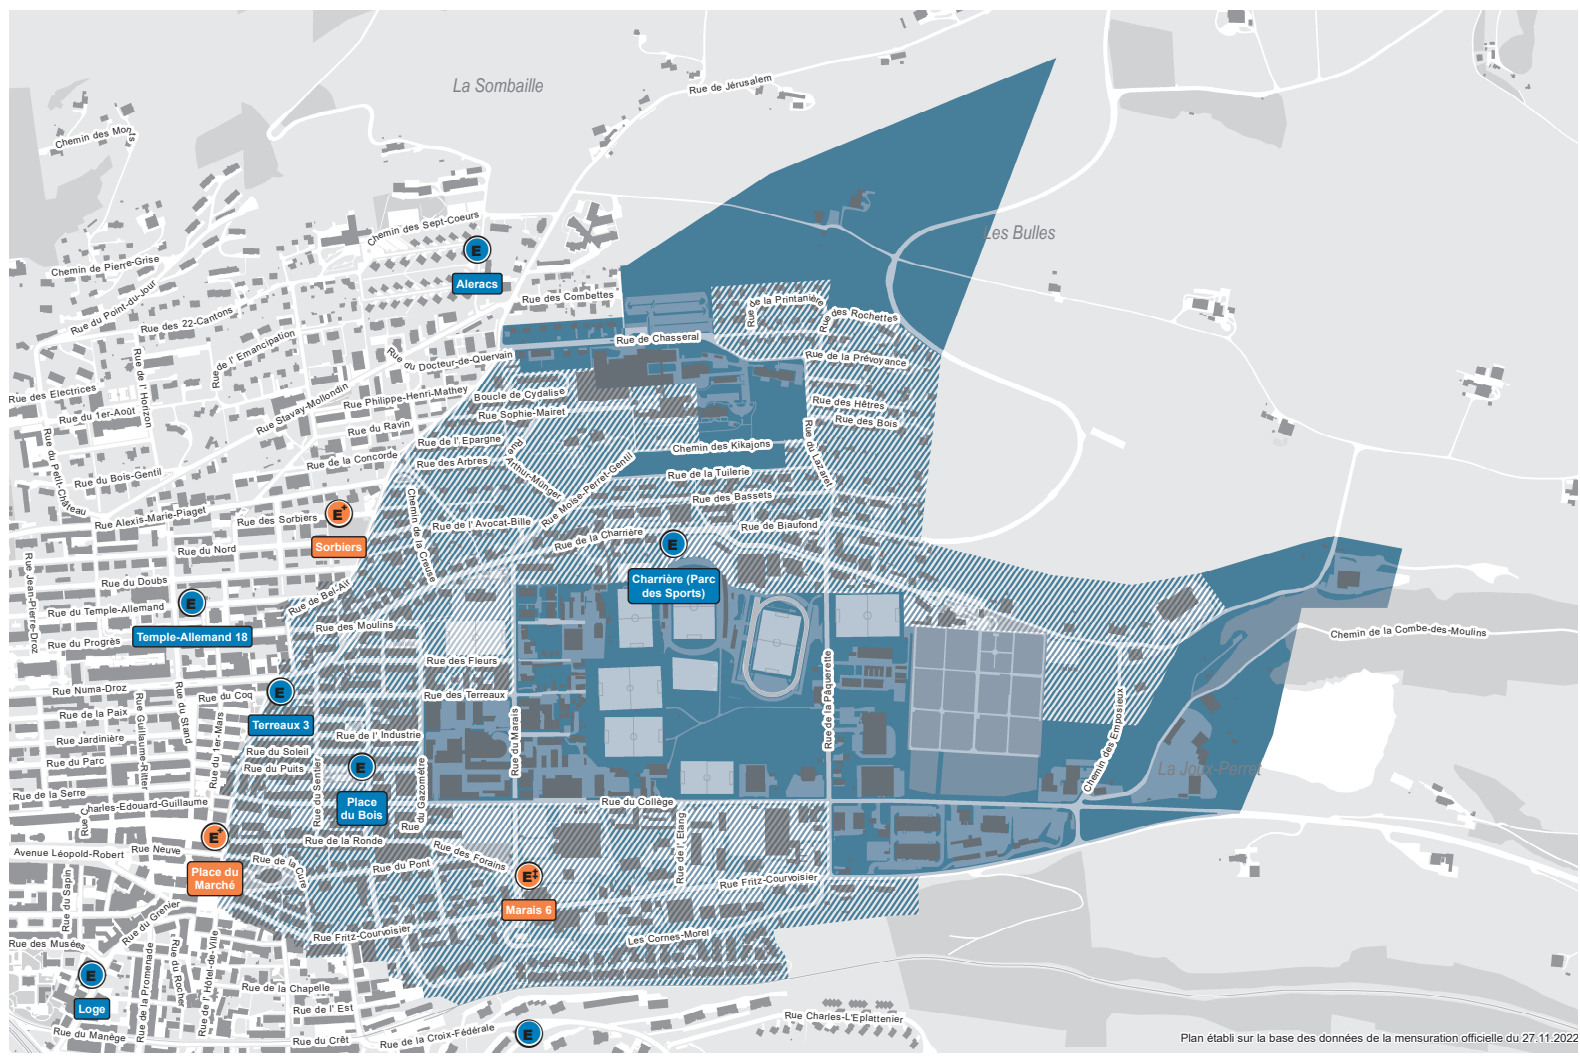 La Sombaille
Rue de Jérusalem
Chemin des Monts
Chemin des Sept-Coeurs
Les Bulles
E
Aleracs
Chemin de Pierre-Grise
Rue du Point-du-Jour
Rue des 22-Cantons
Rue de l' Emancipation
Rue des Combettes
Rue de la Printanière
Rue des Rochettes
Rue de Chasseral
Rue de la Prévoyance
Rue du Docteur-de-Quervain
Rue de l' Horizon
Rue des Electrices
Rue du 1er-Août
Rue Stavay-Mollondin
Rue Philippe-Henri-Mathey
Boucle de Cydalise
Rue Sophie-Mairet
Rue des Hêtres
Rue des Bois
Rue du Ravin
Rue de l' Epargne
Rue Arthur-Münger
Chemin des Kikajons
Rue du Lazaret
Rue du Petit-Château
Rue du Bois-Gentil
Rue de la Concorde
Rue des Arbres
Rue Moïse-Perret-Gentil
Rue de la Tuilerie
Rue des Bassets
Rue Alexis-Marie-Piaget
Rue des Sorbiers
E+
Sorbiers
Chemin de la Creuse
Rue de l' Avocat-Bille
Rue de la Charrière
Rue de Biaufond
E
Charrière (Parc
des Sports)
Rue du Nord
Rue Jean-Pierre-Droz
Rue du Doubs
Rue du Temple-Allemand
E
Temple-Allemand 18
Rue de Bel-Air
Rue des Moulins
Rue du Progrès
Chemin de la Combe-des-Moulins
Rue des Fleurs
Rue Numa-Droz
Rue du Coq
E
Terreaux 3
Rue des Terreaux
Rue de la Paix
Rue Guillaume-Ritter
Rue du Stand
Rue du 1er-Mars
Rue Jardinière
Rue de l' Industrie
Rue du Marais
Rue de la Pâquerette
Chemin des Emposieux
Rue du Soleil
Rue du Parc
Rue du Puits
Rue du Sentier
E
Place
du Bois
Rue du Gazomètre
La Joux-Perret
Rue de la Serre
Charles-Edouard-Guillaume
Rue du Collège
E+
Place du
Marché
Rue de la Ronde
Rue de l' Etang
Avenue Léopold-Robert
Rue Neuve
Rue de la Cure
Rue du Pont
Rue des Forains
E‡
Marais 6
Rue Fritz-Courvoisier
Rue du Sapin
Rue du Grenier
Rue Fritz-Courvoisier
Les Cornes-Morel
Rue des Musées
E
Loge
Rue de la Promenade
Rue du Rocher
Rue de l' Hôtel-de-Ville
Rue de la Chapelle
Rue de l' Est
Rue du Manège
Rue du Crêt
Rue de la Croix-Fédérale
E
Rue Charles-L'Eplattenier
Plan établi sur la base des données de la mensuration officielle du 27.11.2022